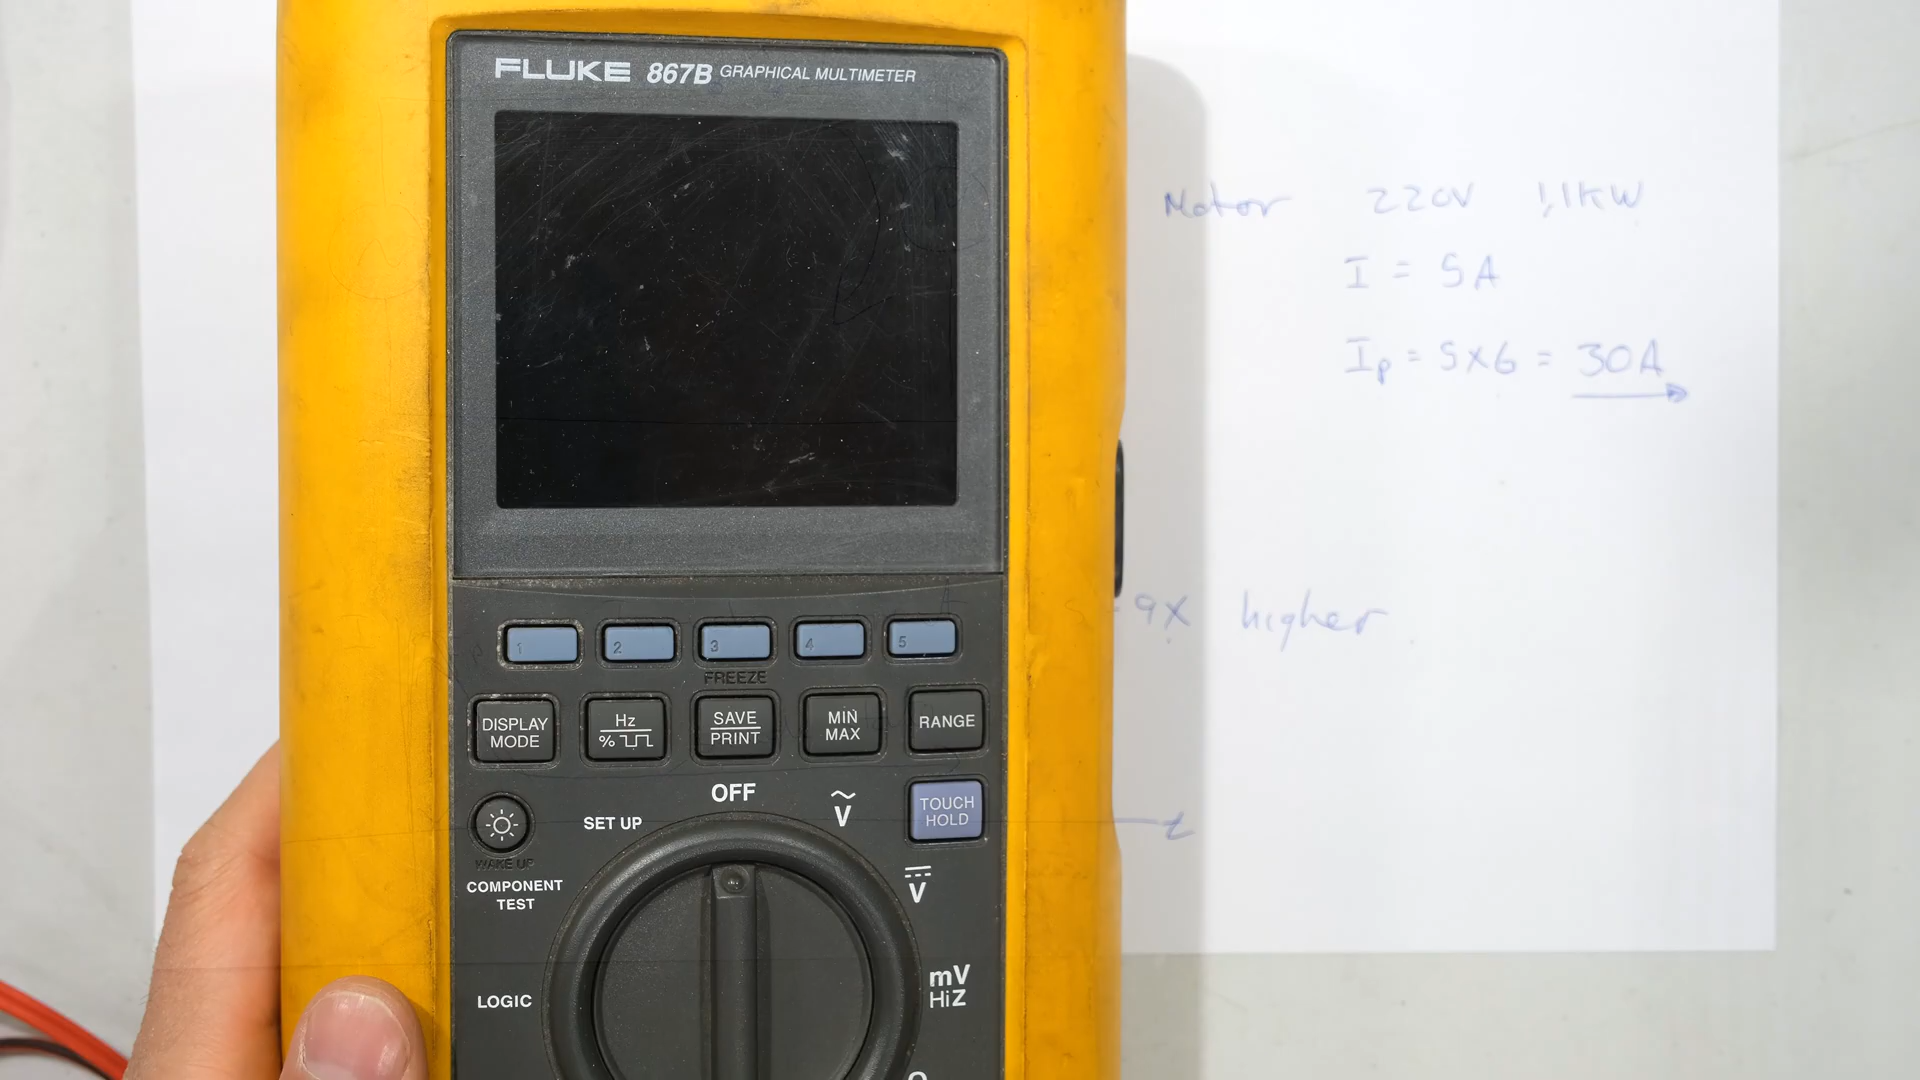 FLUKE 867B GRAPHICAL MULTIMETER
1 2 3 4 5
FREEZE
DISPLAY MODE
Hz %
SAVE PRINT
MIN MAX
RANGE
WAKE UP
SET UP
OFF
V
TOUCH HOLD
COMPONENT TEST
V
LOGIC
mV
HiZ
Motor 220V 1,1KW
I = 5A
Ip = 5x6 = 30A
9x higher
t